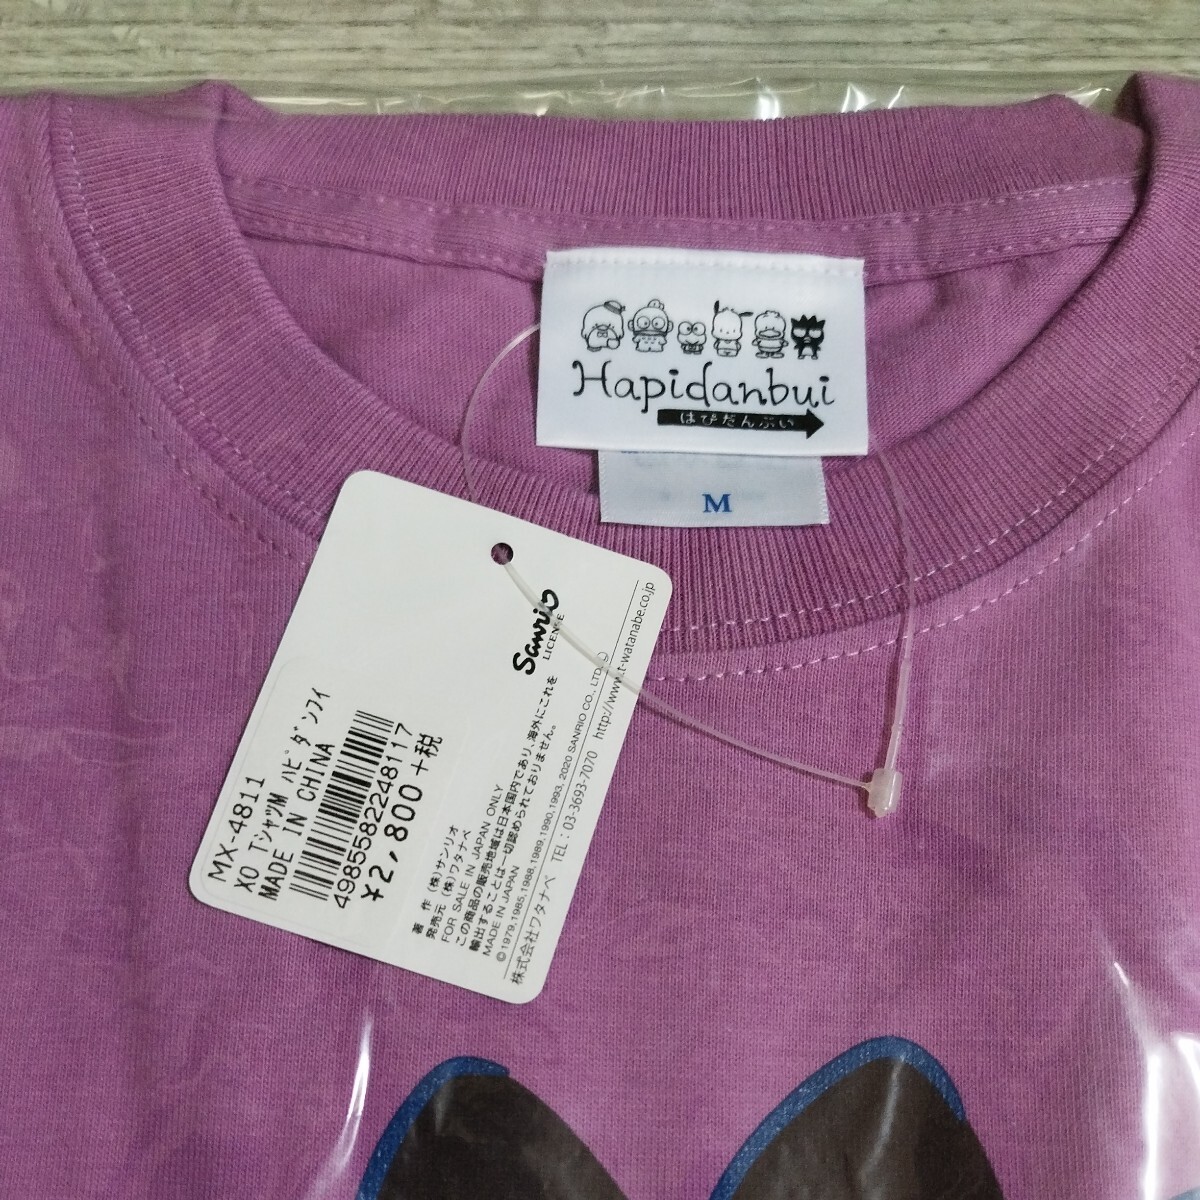 Hapidanbui
はぴだんぶい
M
Sanrio
LICENSE
MX-4811
XO TシャツM ハピダンブイ
MADE IN CHINA
4985582248117
¥2,800+税
著 作 (株)サンリオ
発売元 (株)ワタナベ
FOR SALE IN JAPAN ONLY
この商品の販売地域は日本国内であり、海外にこれを
輸出することは一切認められておりません。
MADE IN JAPAN
©1979,1985,1988,1989,1990,1993,2020 SANRIO CO., LTD.
株式会社ワタナベ TEL:03-3693-7070 http://www.t-watanabe.co.jp